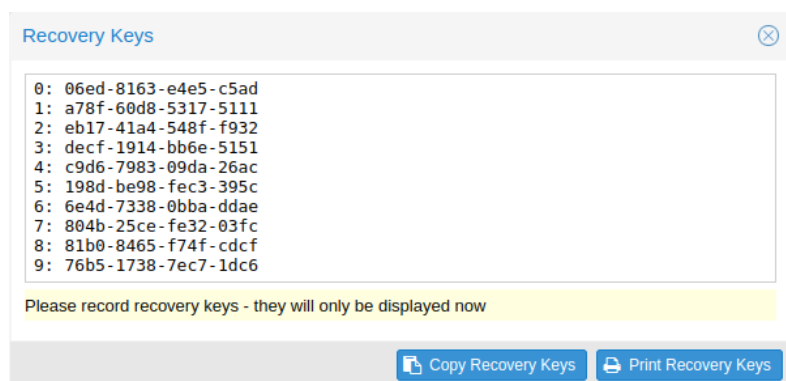 Recovery Keys
0: 06ed-8163-e4e5-c5ad
1: a78f-60d8-5317-5111
2: eb17-41a4-548f-f932
3: decf-1914-bb6e-5151
4: c9d6-7983-09da-26ac
5: 198d-be98-fec3-395c
6: 6e4d-7338-0bba-ddae
7: 804b-25ce-fe32-03fc
8: 81b0-8465-f74f-cdcf
9: 76b5-1738-7ec7-1dc6
Please record recovery keys - they will only be displayed now
Copy Recovery Keys Print Recovery Keys